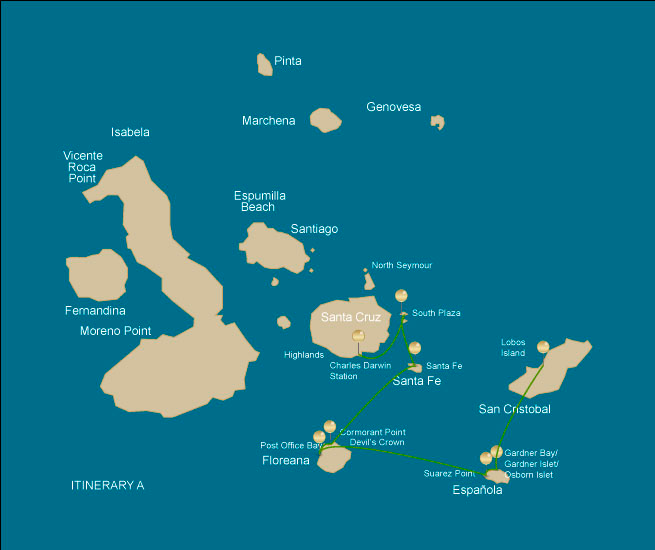 Pinta
Genovesa
Marchena
Isabela
Vicente
Roca
Point
Espumilla
Beach
Santiago
North Seymour
Fernandina
South Plaza
Santa Cruz
Moreno Point
Lobos
Island
Highlands
Charles Darwin
Station
Santa Fe
Santa Fe
San Cristobal
Cormorant Point
Devil's Crown
Post Office Bay
Floreana
Gardner Bay/
Gardner Islet/
Osborn Islet
Suarez Point
Española
ITINERARY A